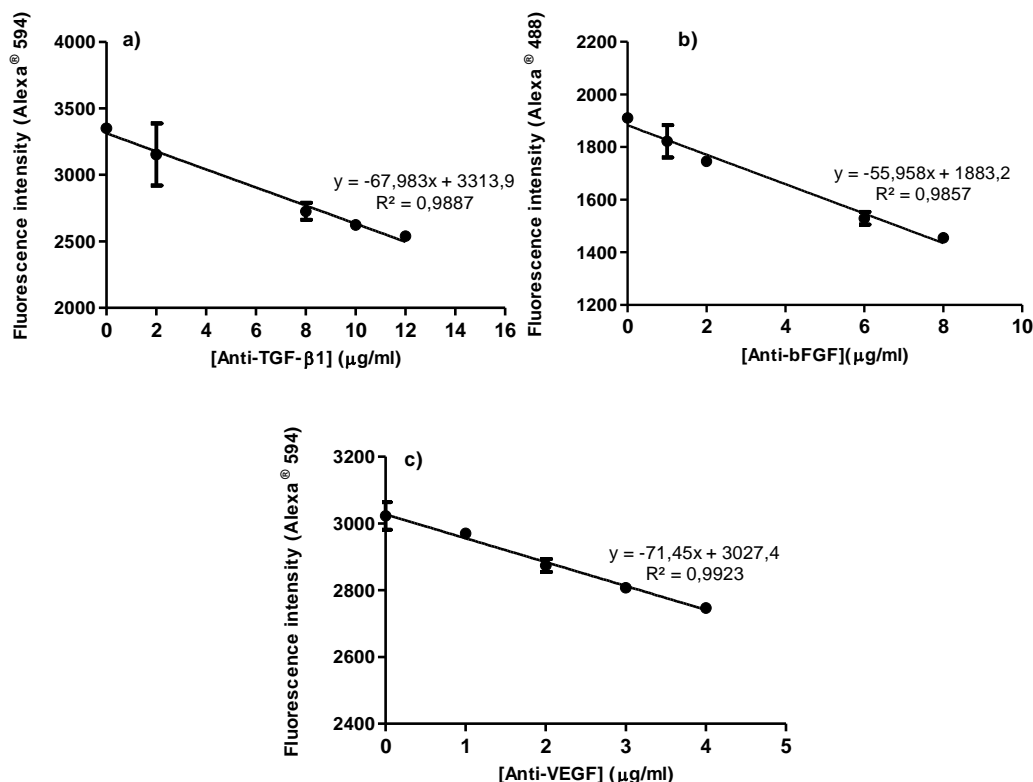 a)
Fluorescence intensity (Alexa® 594)
4000
3500
3000
2500
2000
y = -67,983x + 3313,9
R² = 0,9887
0 2 4 6 8 10 12 14 16
[Anti-TGF-β1] (μg/ml)
b)
Fluorescence intensity (Alexa® 488)
2200
2000
1800
1600
1400
1200
y = -55,958x + 1883,2
R² = 0,9857
0 2 4 6 8 10
[Anti-bFGF](μg/ml)
c)
Fluorescence intensity (Alexa® 594)
3200
3000
2800
2600
2400
y = -71,45x + 3027,4
R² = 0,9923
0 1 2 3 4 5
[Anti-VEGF] (μg/ml)